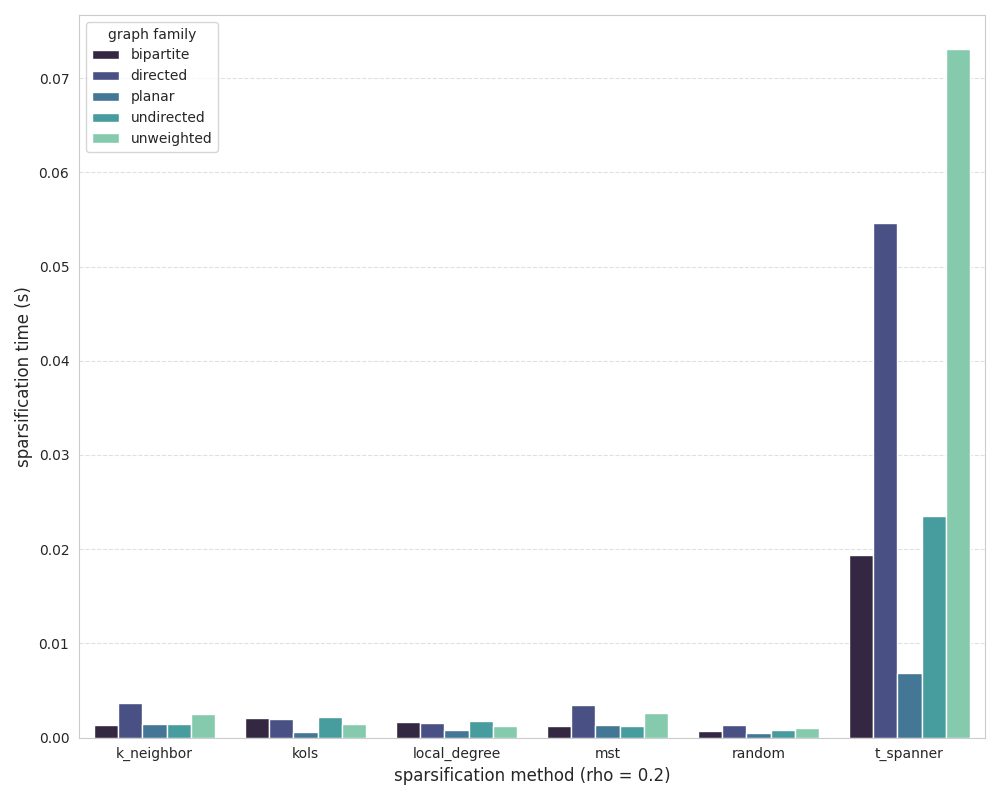 graph family
bipartite
directed
planar
undirected
unweighted
sparsification time (s)
0.07
0.06
0.05
0.04
0.03
0.02
0.01
0.00
k_neighbor kols local_degree mst random t_spanner
sparsification method (rho = 0.2)